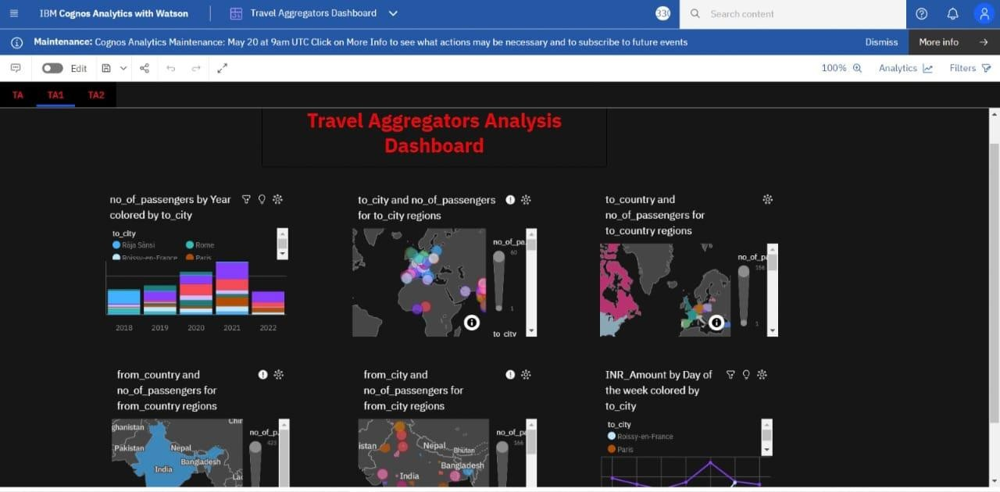 IBM Cognos Analytics with Watson
Travel Aggregators Dashboard
330
Search content
Maintenance: Cognos Analytics Maintenance: May 20 at 9am UTC Click on More Info to see what actions may be necessary and to subscribe to future events
Dismiss
More info
Edit
100%
Analytics
Filters
TA
TA1
TA2
Travel Aggregators Analysis
Dashboard
no_of_passengers by Year
colored by to_city
to_city
Rāja Sānsi
Rome
Roissy-en-France
Paris
2018
2019
2020
2021
2022
to_city and no_of_passengers
for to_city regions
no_of_pa
60
1
to_city
to_country and
no_of_passengers for
to_country regions
no_of_pa
156
1
from_country and
no_of_passengers for
from_country regions
ghanistan
Chin
Pakistan
Nepal
Bangladesh
India
Lao
no_of_p
423
from_city and
no_of_passengers for
from_city regions
istan
Nepal
Bhutan
Bangladesh
India
no_of_pa
166
INR_Amount by Day of
the week colored by
to_city
to_city
Roissy-en-France
Paris